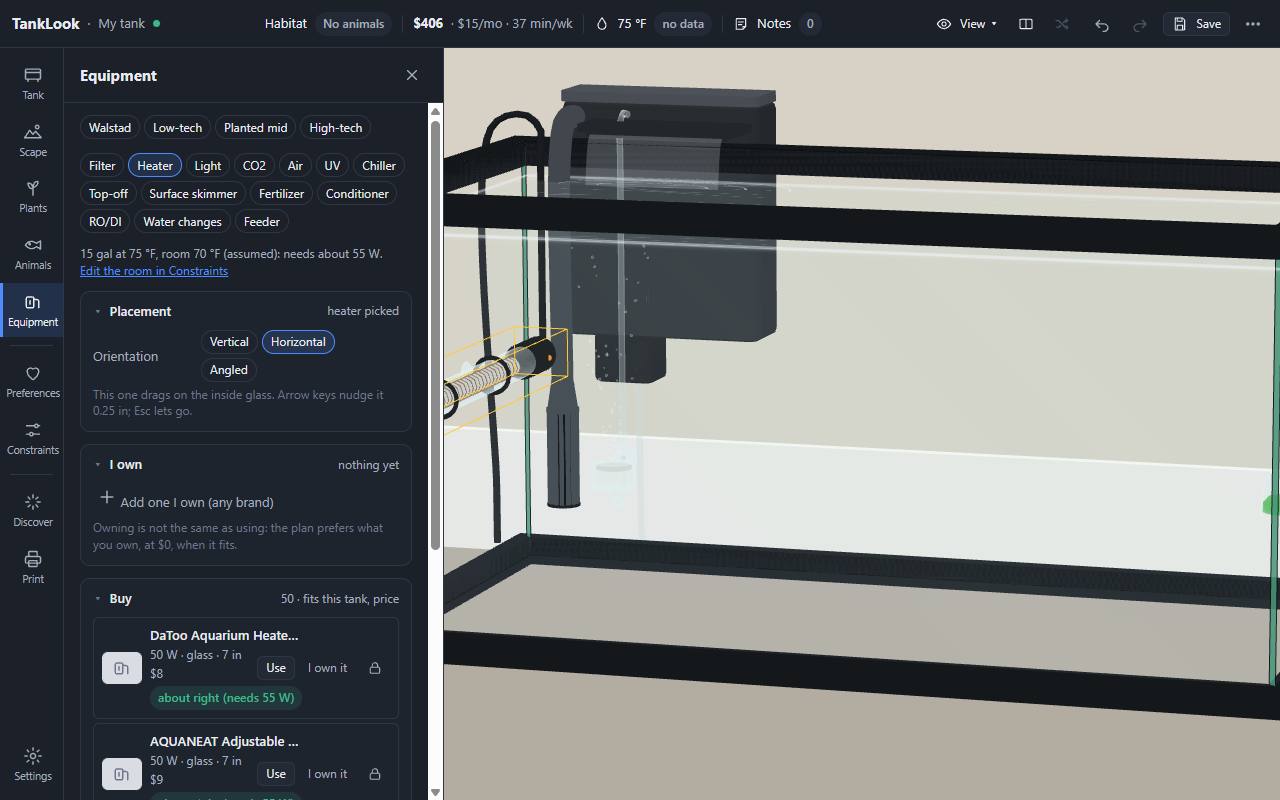 TankLook · My tank
Habitat No animals $406 · $15/mo · 37 min/wk 75 °F no data Notes 0 View Save
Tank
Scape
Plants
Animals
Equipment
Preferences
Constraints
Discover
Print
Settings
Equipment
Walstad Low-tech Planted mid High-tech
Filter Heater Light CO2 Air UV Chiller
Top-off Surface skimmer Fertilizer Conditioner
RO/DI Water changes Feeder
15 gal at 75 °F, room 70 °F (assumed): needs about 55 W.
Edit the room in Constraints
Placement heater picked
Orientation Vertical Horizontal
Angled
This one drags on the inside glass. Arrow keys nudge it
0.25 in; Esc lets go.
I own nothing yet
Add one I own (any brand)
Owning is not the same as using: the plan prefers what
you own, at $0, when it fits.
Buy 50 · fits this tank, price
DaToo Aquarium Heate...
50 W · glass · 7 in
$8
Use I own it
about right (needs 55 W)
AQUANEAT Adjustable ...
50 W · glass · 7 in
$9
Use I own it